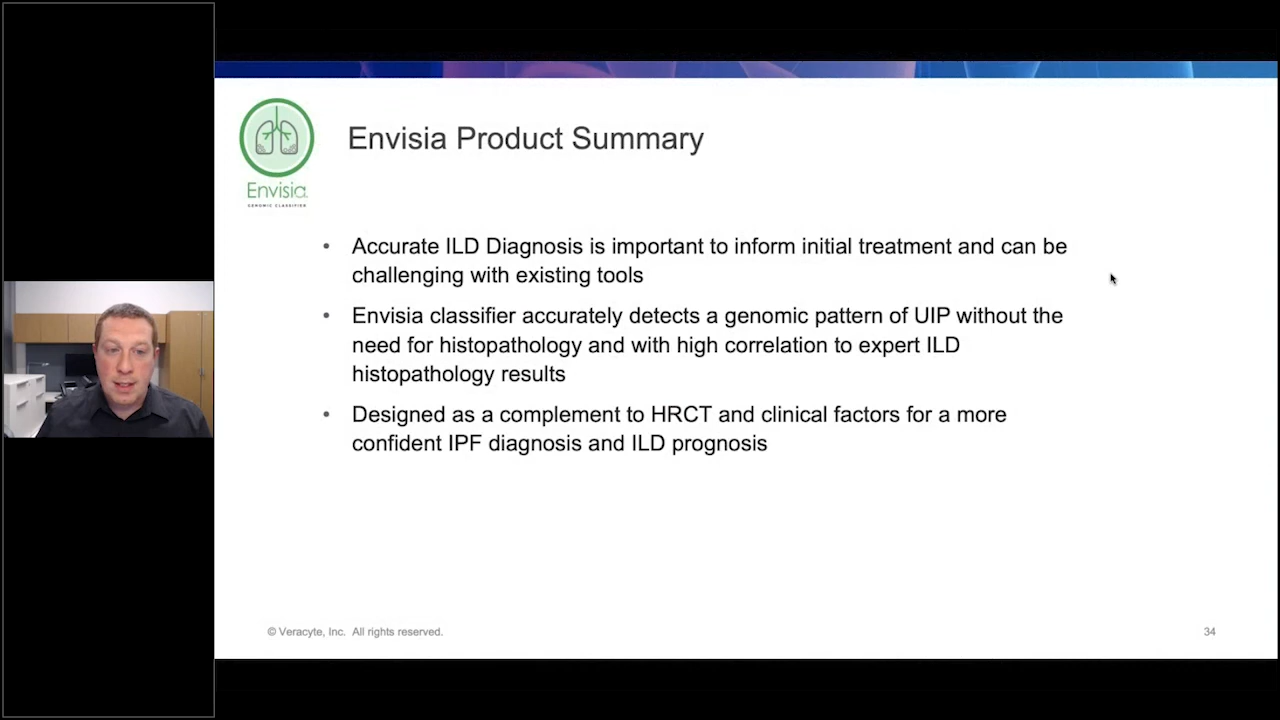 Envisia
GENOMIC CLASSIFIER
Envisia Product Summary
• Accurate ILD Diagnosis is important to inform initial treatment and can be
challenging with existing tools
• Envisia classifier accurately detects a genomic pattern of UIP without the
need for histopathology and with high correlation to expert ILD
histopathology results
• Designed as a complement to HRCT and clinical factors for a more
confident IPF diagnosis and ILD prognosis
© Veracyte, Inc. All rights reserved.
34